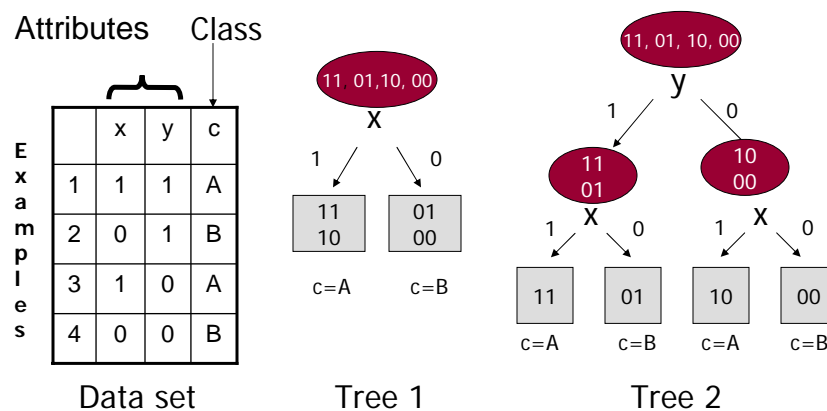 Attributes Class
Examples
x y c
1 1 1 A
2 0 1 B
3 1 0 A
4 0 0 B
Data set
11, 01,10, 00
x
1 0
11 01
10 00
c=A c=B
Tree 1
11, 01, 10, 00
y
1 0
11 10
01 00
x x
1 0 1 0
11 01 10 00
c=A c=B c=A c=B
Tree 2